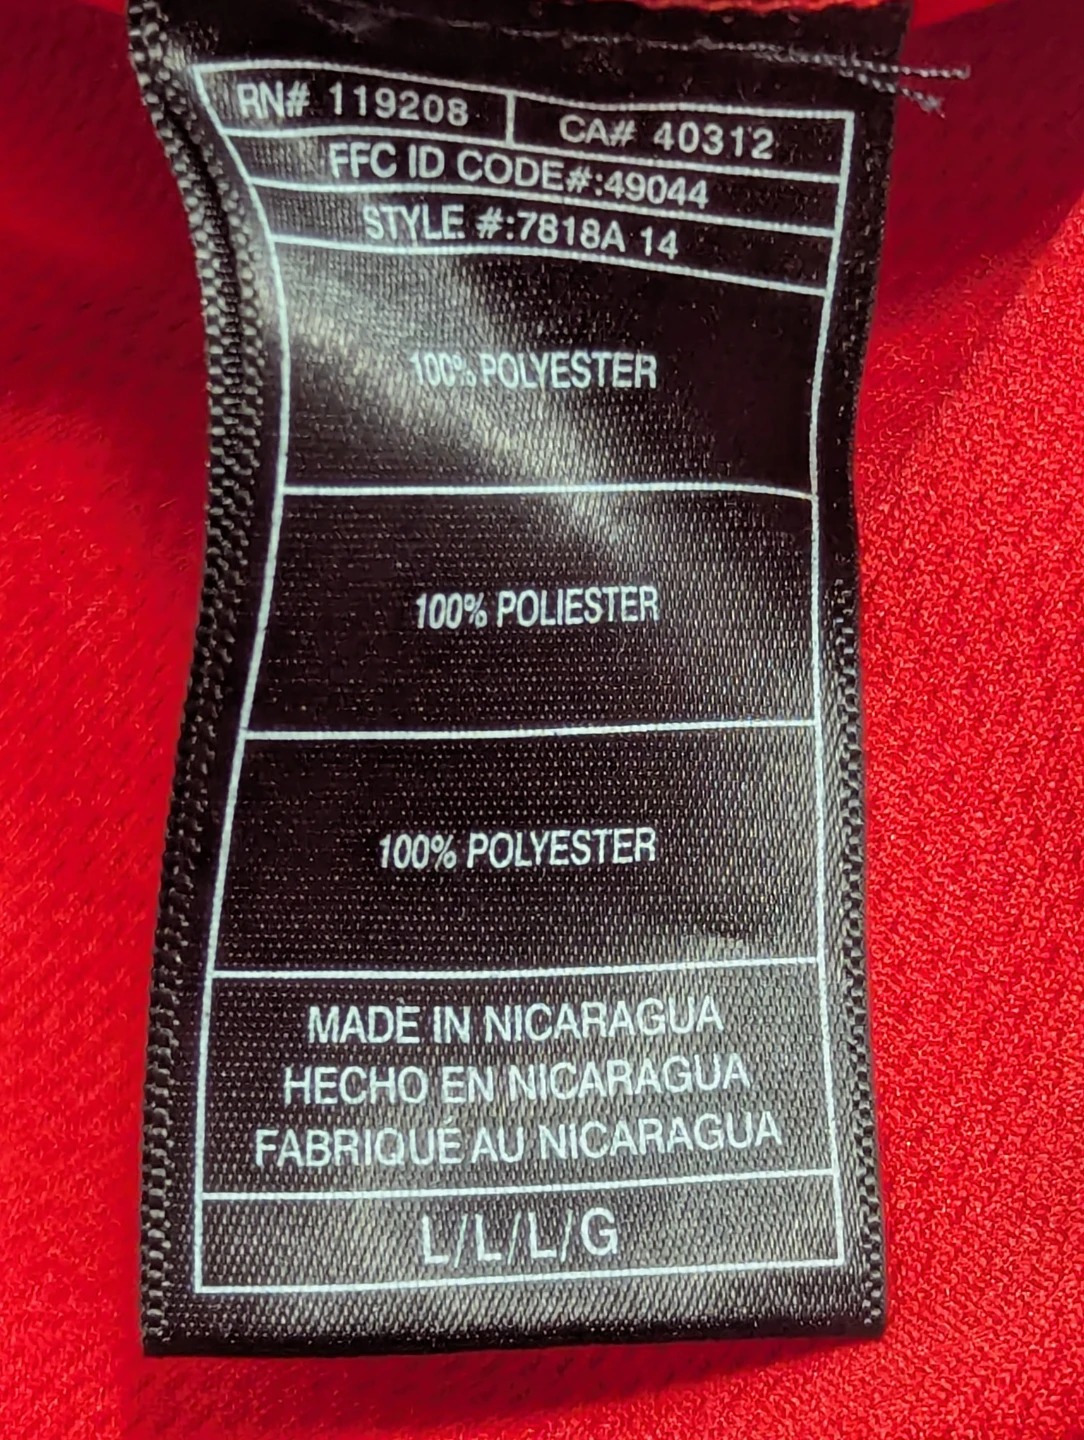 RN# 119208 CA# 40312
FFC ID CODE#:49044
STYLE #:7818A 14
100% POLYESTER
100% POLIESTER
100% POLYESTER
MADE IN NICARAGUA
HECHO EN NICARAGUA
FABRIQUÉ AU NICARAGUA
L/L/L/G